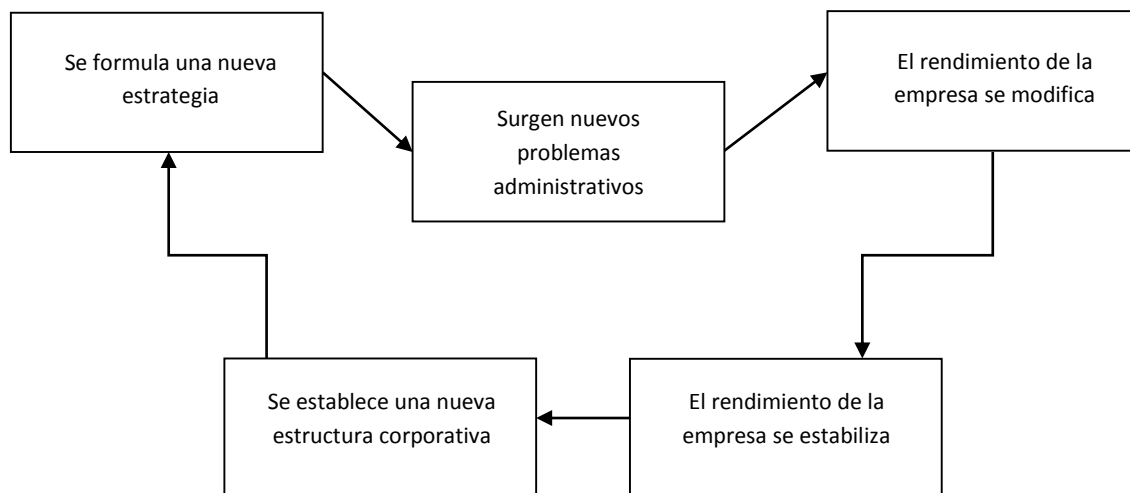 Se formula una nueva
estrategia
Surgen nuevos
problemas
administrativos
El rendimiento de la
empresa se modifica
El rendimiento de la
empresa se estabiliza
Se establece una nueva
estructura corporativa